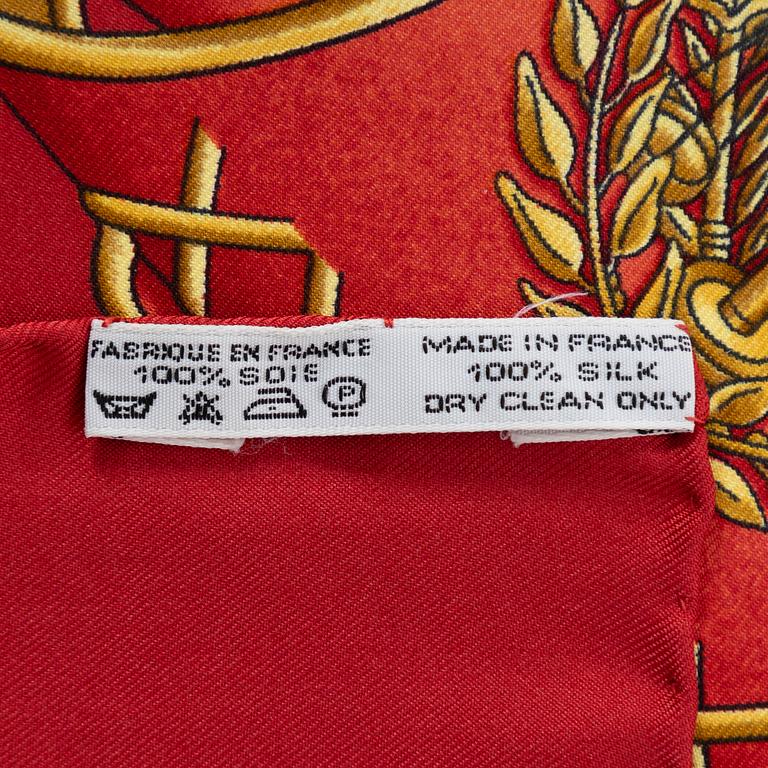 FABRIQUE EN FRANCE
100% SOIE
P
MADE IN FRANCE
100% SILK
DRY CLEAN ONLY